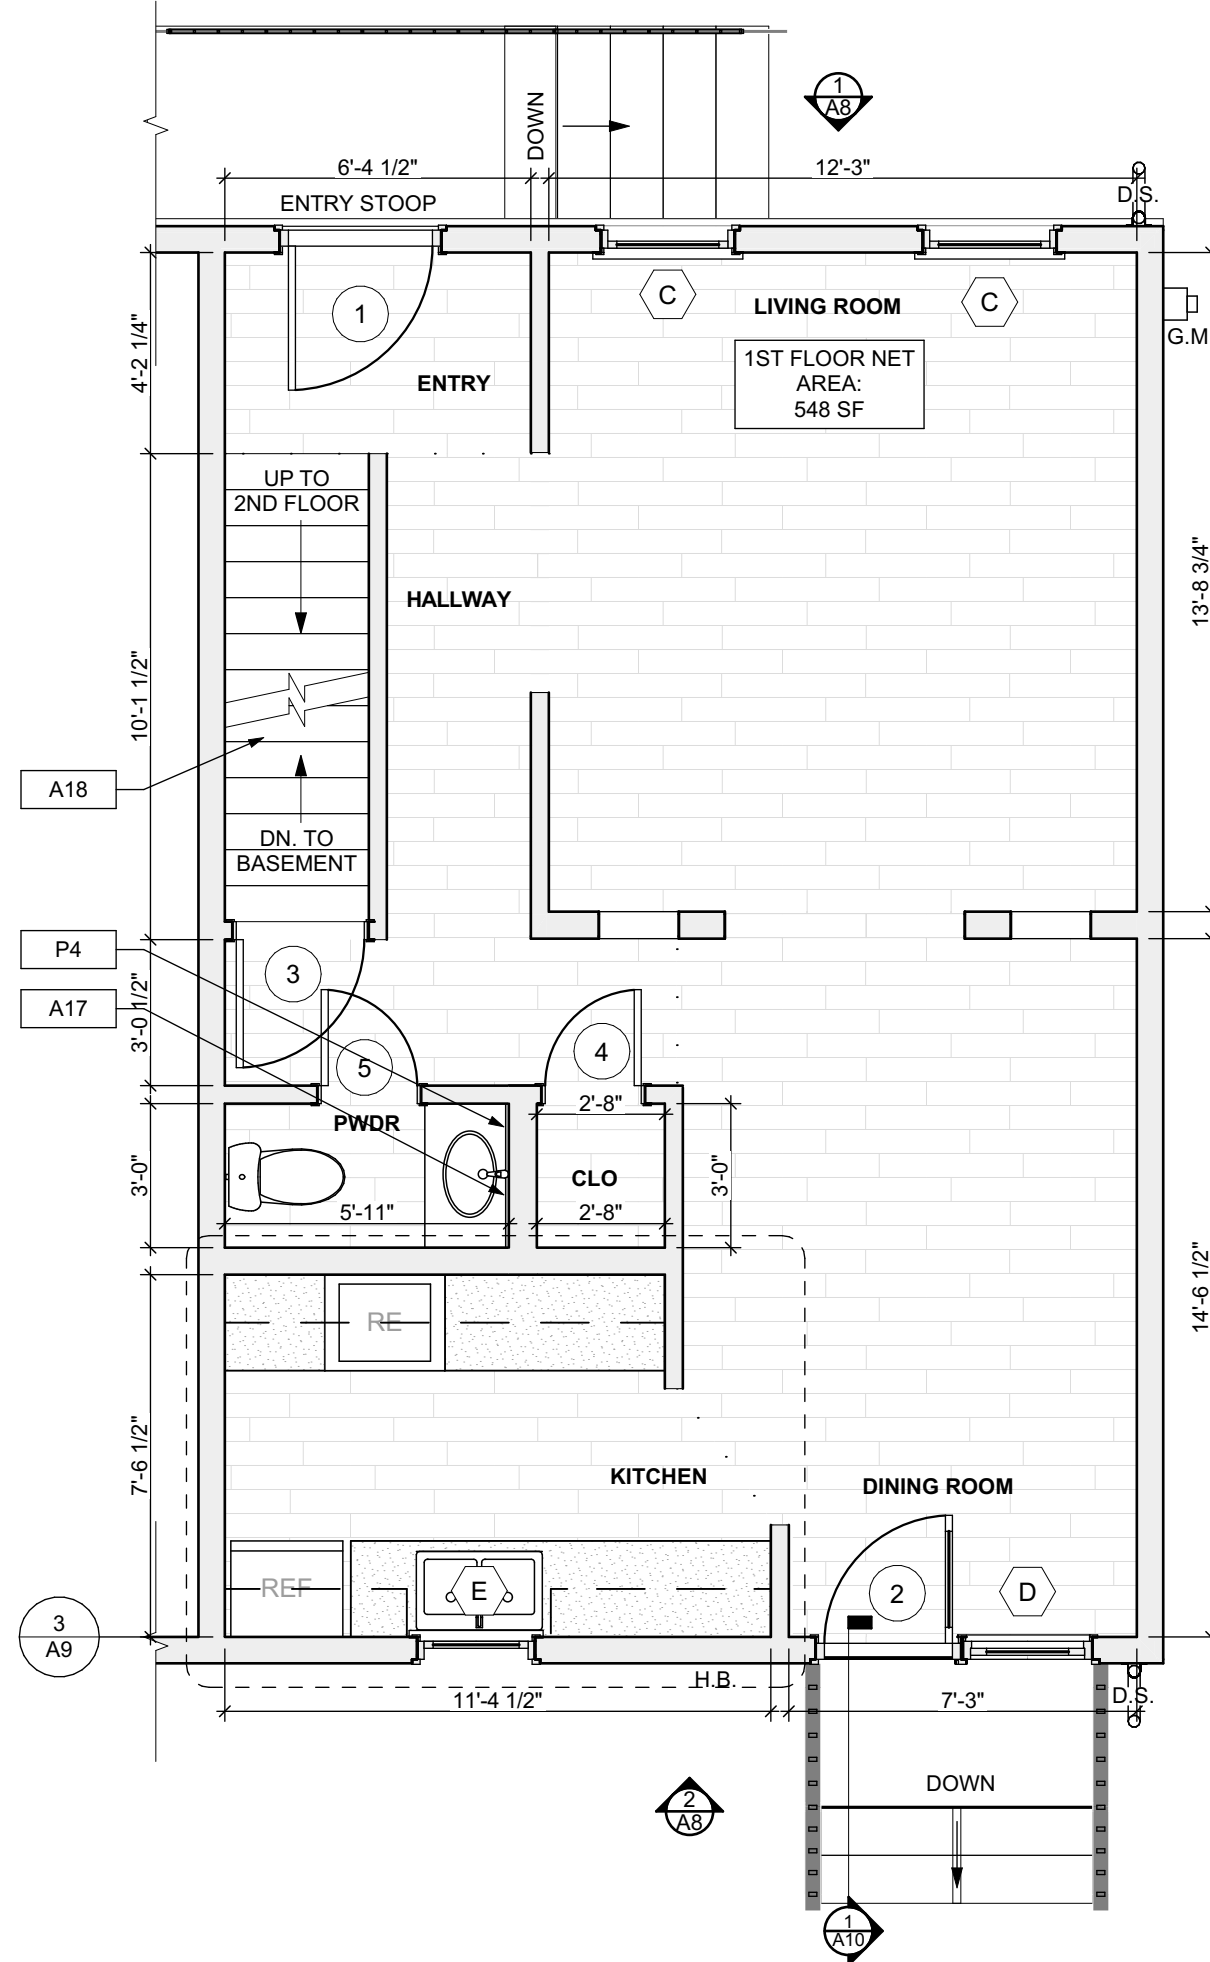 DOWN
1
A8
6'-4 1/2"
12'-3"
D.S.
ENTRY STOOP
C
C
1
LIVING ROOM
G.M
4'-2 1/4"
1ST FLOOR NET
AREA:
548 SF
ENTRY
UP TO
2ND FLOOR
13'-8 3/4"
HALLWAY
10'-1 1/2"
A18
DN. TO
BASEMENT
P4
3
A17
3'-0 1/2"
4
5
2'-8"
PWDR
3'-0"
CLO
3'-0"
5'-11"
2'-8"
14'-6 1/2"
RE
7'-6 1/2"
KITCHEN
DINING ROOM
REF
E
2
D
3
A9
H.B.
11'-4 1/2"
7'-3"
D.S.
DOWN
2
A8
1
A10